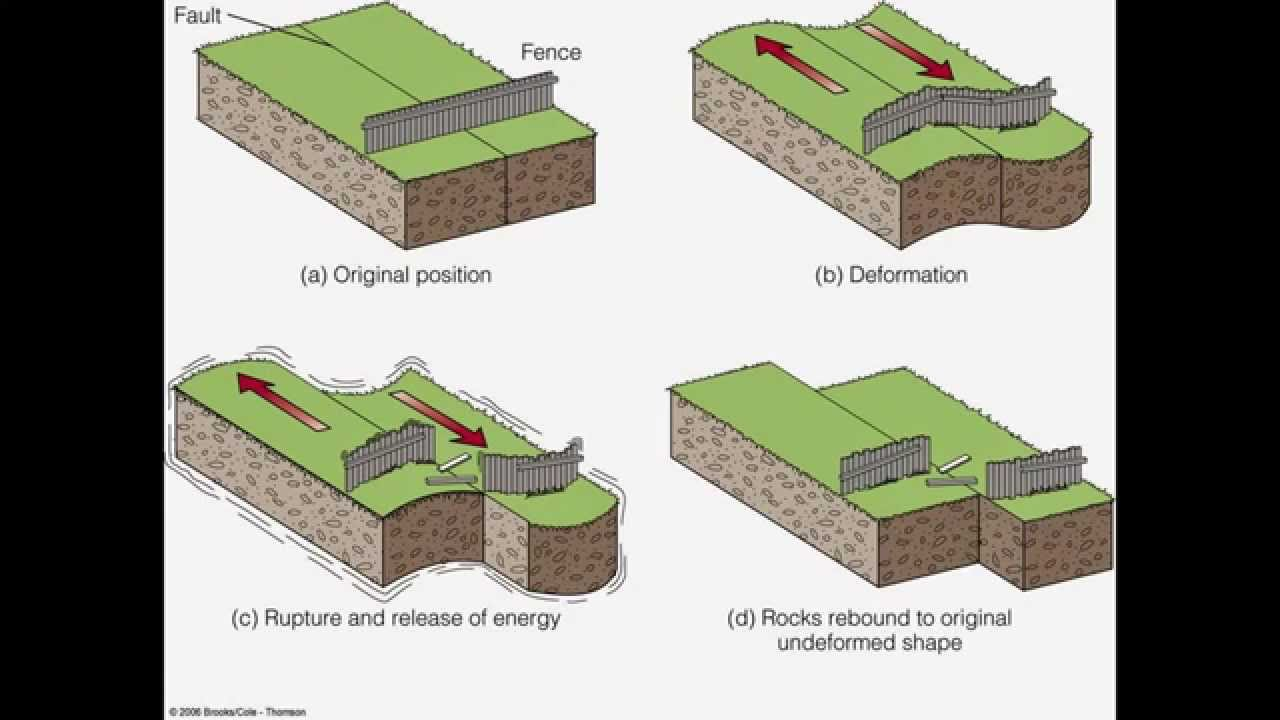 Fault
Fence
(a) Original position
(b) Deformation
(c) Rupture and release of energy
(d) Rocks rebound to original
undeformed shape
© 2006 Brooks/Cole - Thomson